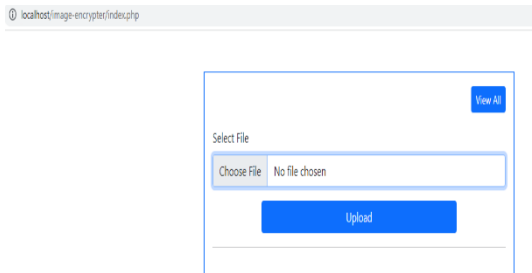 localhost/image-encrypter/index.php
View All
Select File
Choose File No file chosen
Upload